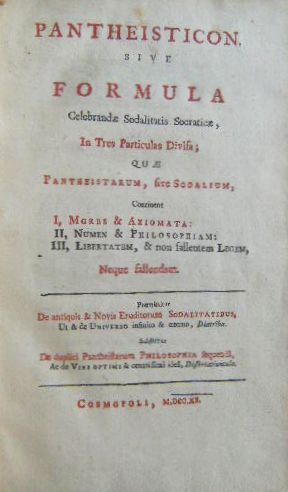 PANTHEISTICON,
SIVE
FORMULA
Celebrandæ Sodalitatis Socraticæ,
In Tres Particulas Divisa;
QUÆ
PANTHEISTARUM, sive SODALIUM,
Continent
I, MORES & AXIOMATA:
II, NUMEN & PHILOSOPHIAM:
III, LIBERTATEM, & non fallentem LEGEM,
Neque fallendam.
Præmittitur
De antiquis & Novis Eruditorum SODALITATIBUS,
Ut & de UNIVERSO infinito & æterno, Diatriba.
Subjicitur
De duplici Pantheistarum PHILOSOPHIA sequenda,
Ac de VIRI OPTIMI & ornatissimi idea, Dissertatiuncula.
COSMOPOLI, M.DCC.XX.